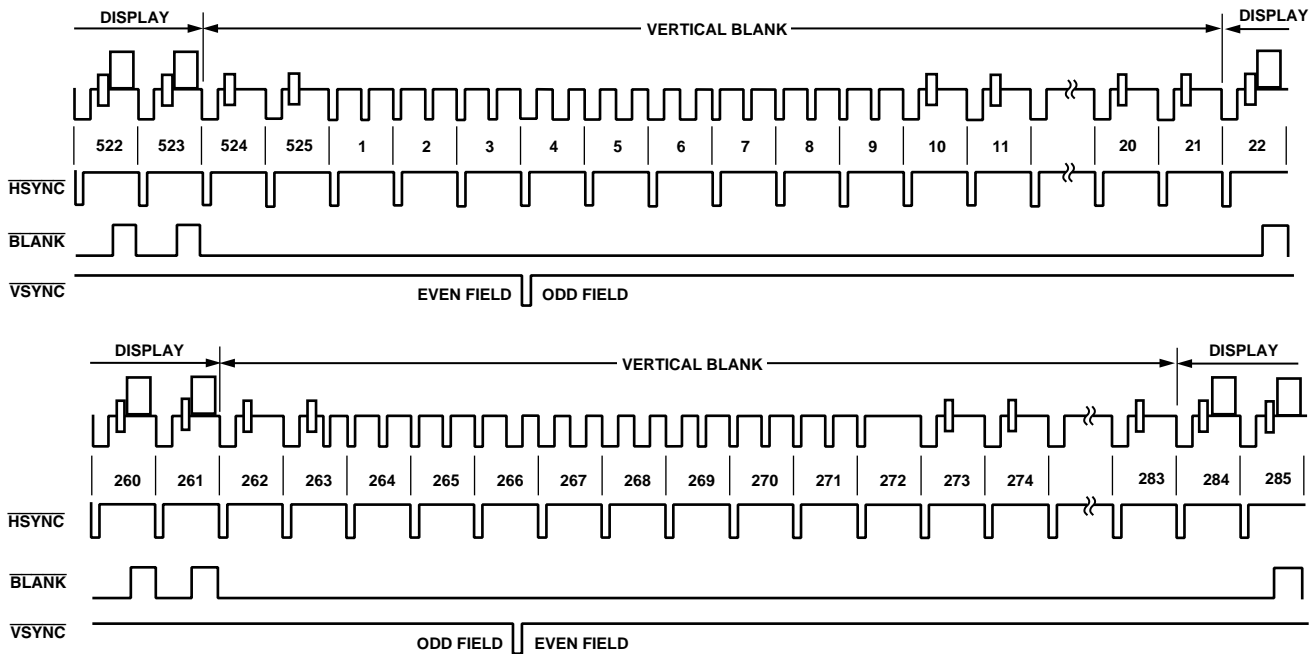 DISPLAY VERTICAL BLANK DISPLAY
522 523 524 525 1 2 3 4 5 6 7 8 9 10 11 20 21 22
HSYNC
BLANK
VSYNC
EVEN FIELD ODD FIELD
DISPLAY VERTICAL BLANK DISPLAY
260 261 262 263 264 265 266 267 268 269 270 271 272 273 274 283 284 285
HSYNC
BLANK
VSYNC
ODD FIELD EVEN FIELD